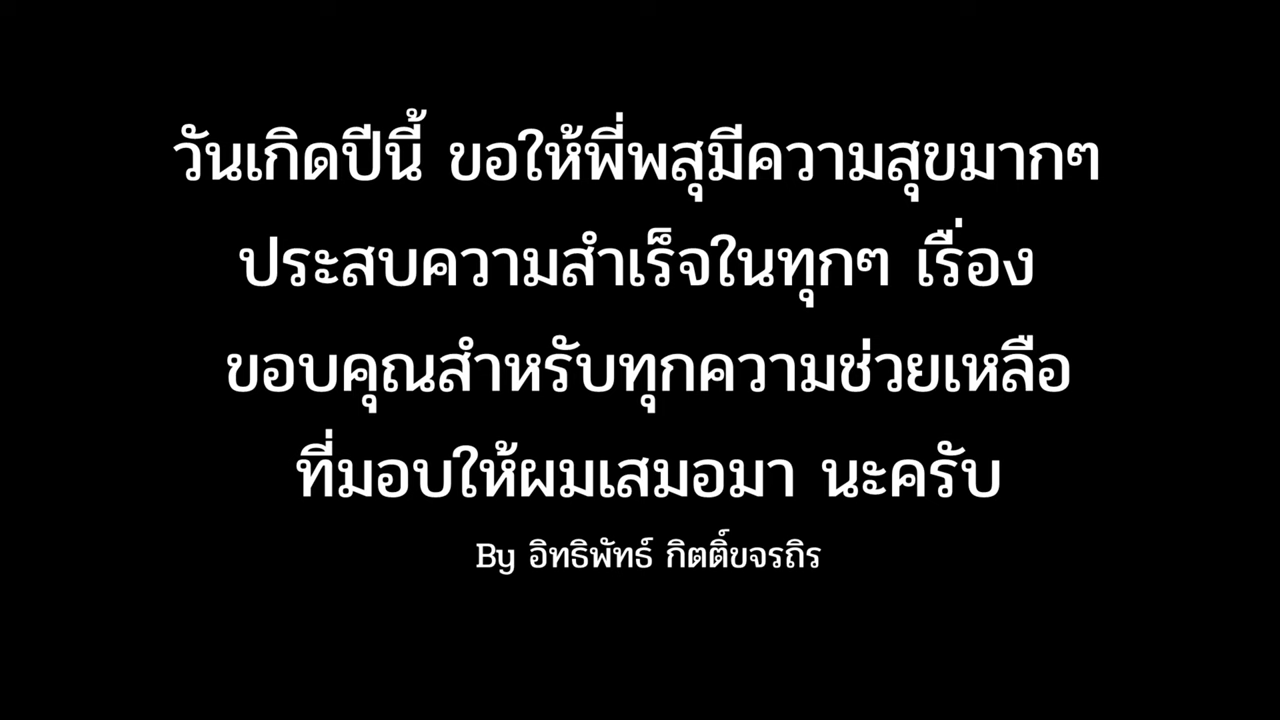 วันเกิดปีนี้ ขอให้พี่พสุมีความสุขมากๆ
ประสบความสำเร็จในทุกๆ เรื่อง
ขอบคุณสำหรับทุกความช่วยเหลือ
ที่มอบให้ผมเสมอมา นะครับ
By อิทธิพัทธ์ กิตติ์ขจรถิร